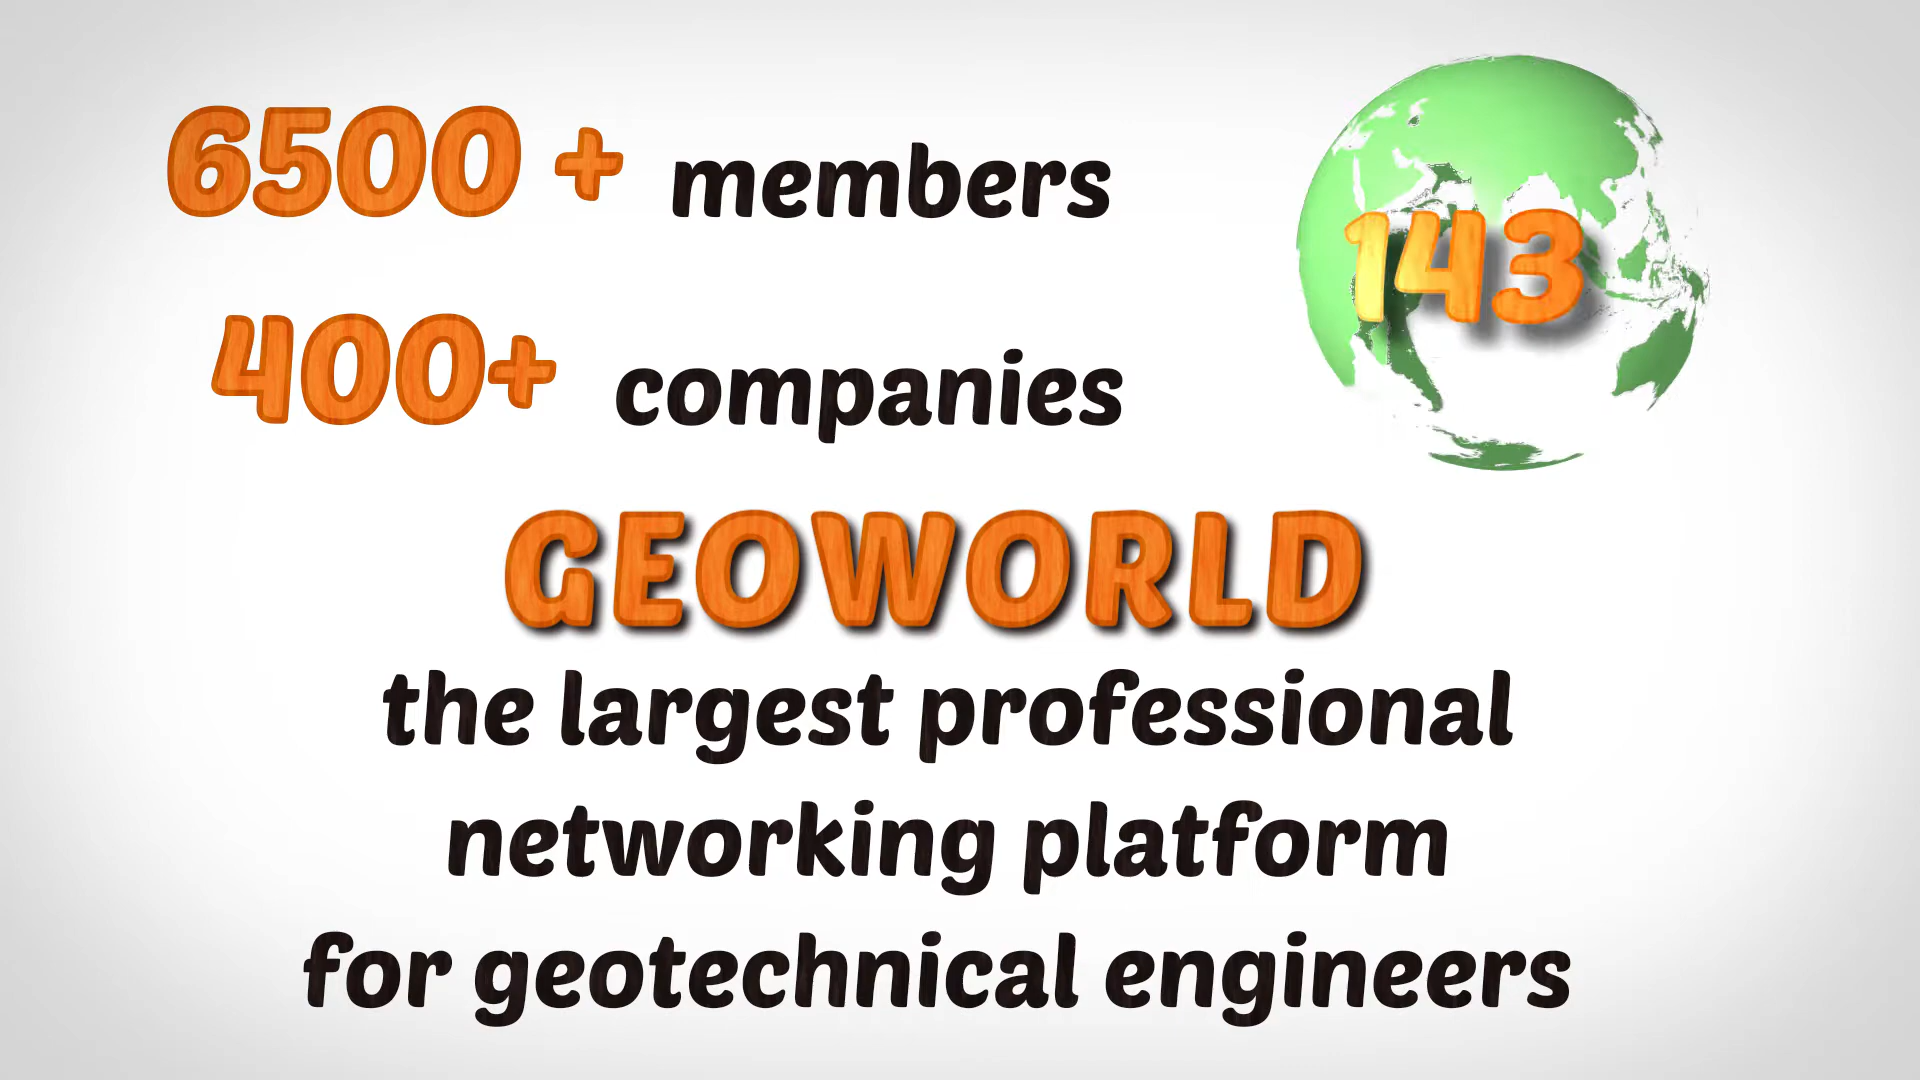 6500 + members
143
400+ companies
GEOWORLD
the largest professional
networking platform
for geotechnical engineers